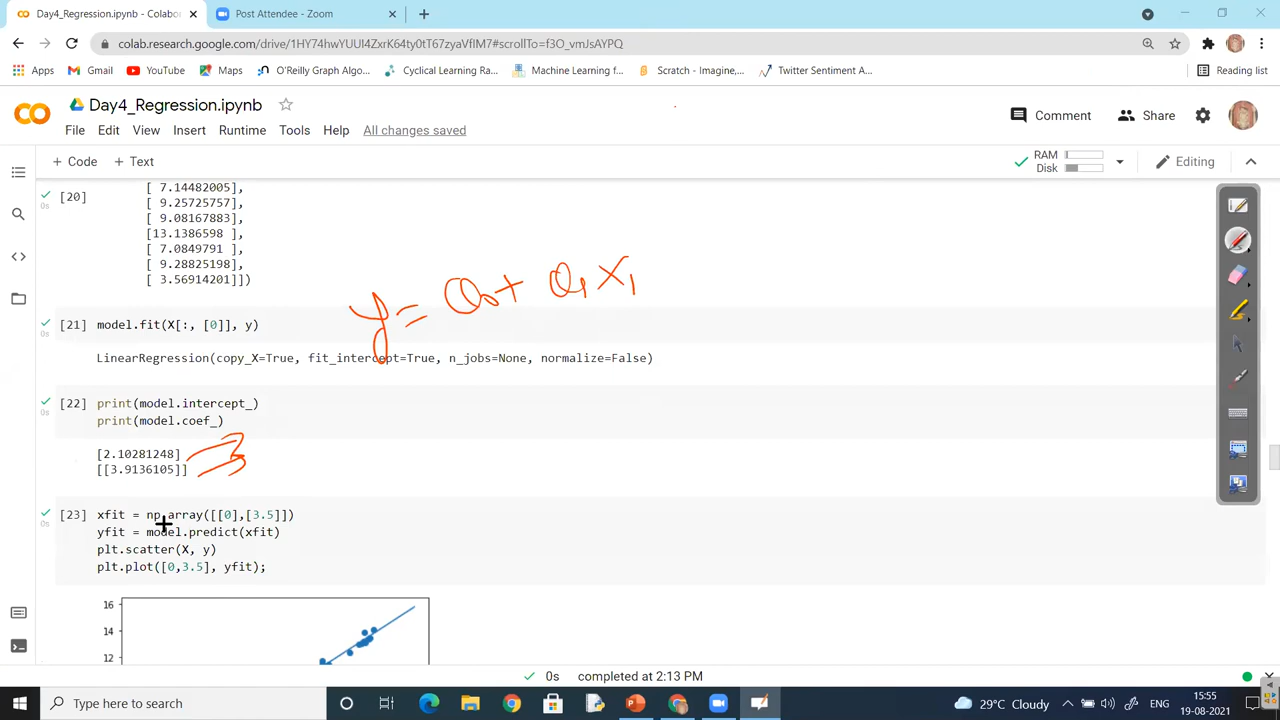 Day4_Regression.ipynb - Colabora
Post Attendee - Zoom
colab.research.google.com/drive/1HY74hwYUUl4ZxrK64ty0tT67zyaVflM7#scrollTo=f3O_vmJsAYPQ
Apps Gmail YouTube Maps O'Reilly Graph Algo... Cyclical Learning Ra... Machine Learning f... Scratch - Imagine,... Twitter Sentiment A... Reading list
Day4_Regression.ipynb
Comment Share
File Edit View Insert Runtime Tools Help All changes saved
+ Code + Text
RAM
Disk
Editing
[20]
[ 7.14482005],
[ 9.25725757],
[ 9.08167883],
[13.1386598 ],
[ 7.0849791 ],
[ 9.28825198],
[ 3.56914201]])
[21] model.fit(X[:, [0]], y)
LinearRegression(copy_X=True, fit_intercept=True, n_jobs=None, normalize=False)
[22] print(model.intercept_)
print(model.coef_)
[2.10281248]
[[3.9136105]]
[23] xfit = np.array([[0],[3.5]])
yfit = model.predict(xfit)
plt.scatter(X, y)
plt.plot([0,3.5], yfit);
16
14
12
0s completed at 2:13 PM
Type here to search
29°C Cloudy
ENG
15:55
19-08-2021